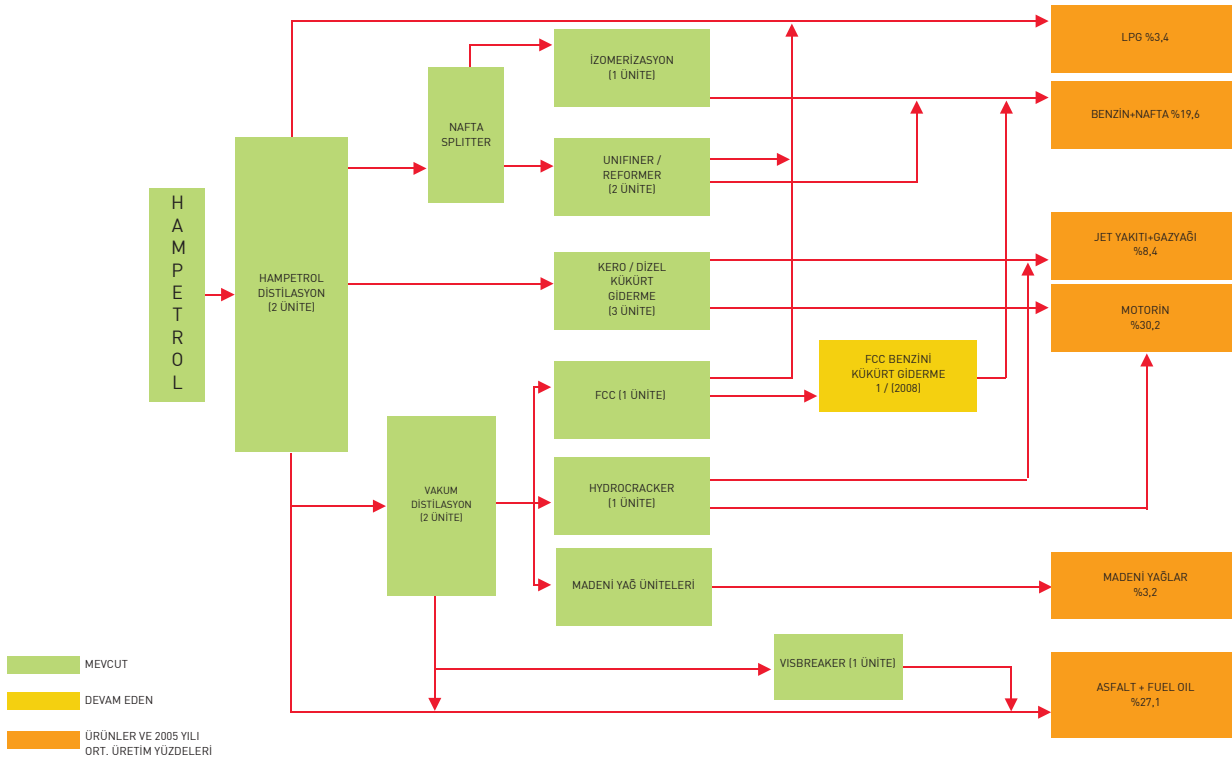 HAMPETROL
HAMPETROL
DİSTİLASYON
(2 ÜNİTE)
NAFTA
SPLITTER
İZOMERİZASYON
(1 ÜNİTE)
UNIFINER /
REFORMER
(2 ÜNİTE)
KERO / DİZEL
KÜKÜRT
GİDERME
(3 ÜNİTE)
VAKUM
DİSTİLASYON
(2 ÜNİTE)
FCC (1 ÜNİTE)
HYDROCRACKER
(1 ÜNİTE)
MADENİ YAĞ ÜNİTELERİ
FCC BENZİNİ
KÜKÜRT GİDERME
1 / (2008)
VISBREAKER (1 ÜNİTE)
LPG %3,4
BENZİN+NAFTA %19,6
JET YAKITI+GAZYAĞI
%8,4
MOTORİN
%30,2
MADENİ YAĞLAR
%3,2
ASFALT + FUEL OIL
%27,1
MEVCUT
DEVAM EDEN
ÜRÜNLER VE 2005 YILI
ORT. ÜRETİM YÜZDELERİ